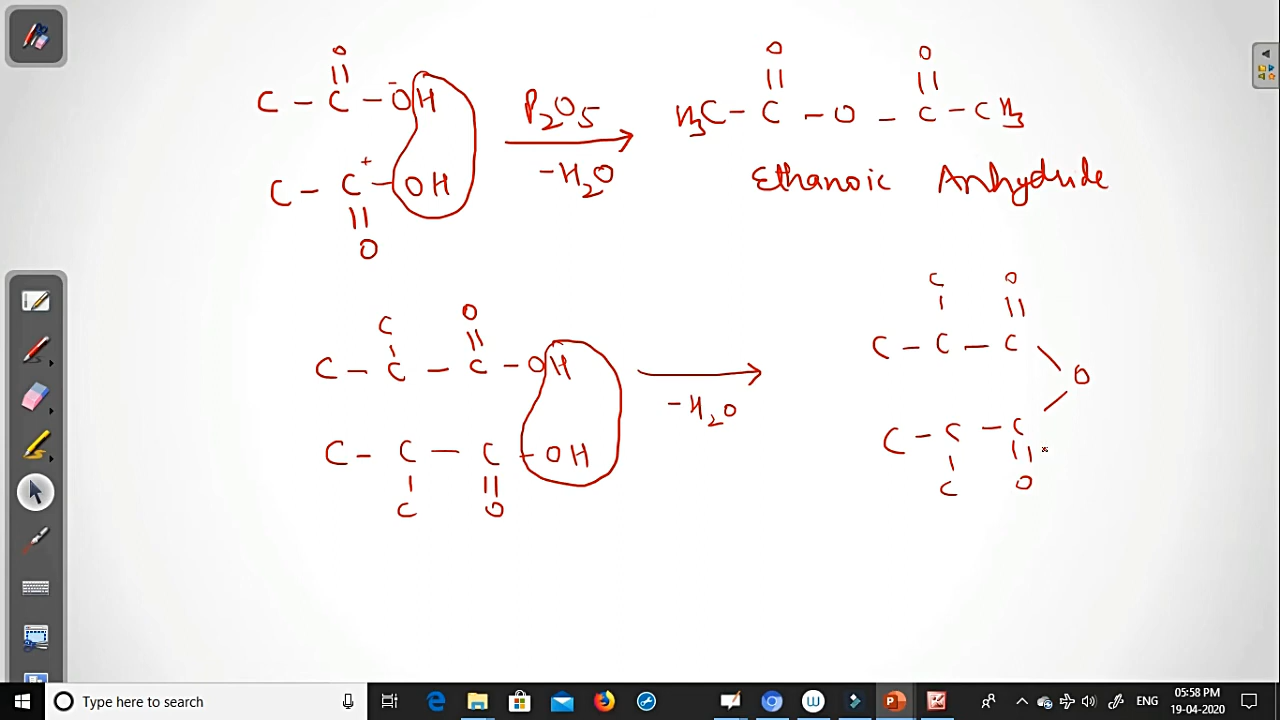 O O O
|| || ||
C - C - ŌH P2O5 H3C - C - O - C - CH3
-H2O
+
C - C - OH Ethanoic Anhydride
||
O
C O
| ||
C O
| ||
C - C - C - OH C - C - C
-H2O O
C - C - C - OH C - C - C
| || | ||
C O C O
Type here to search
ENG
05:58 PM
19-04-2020